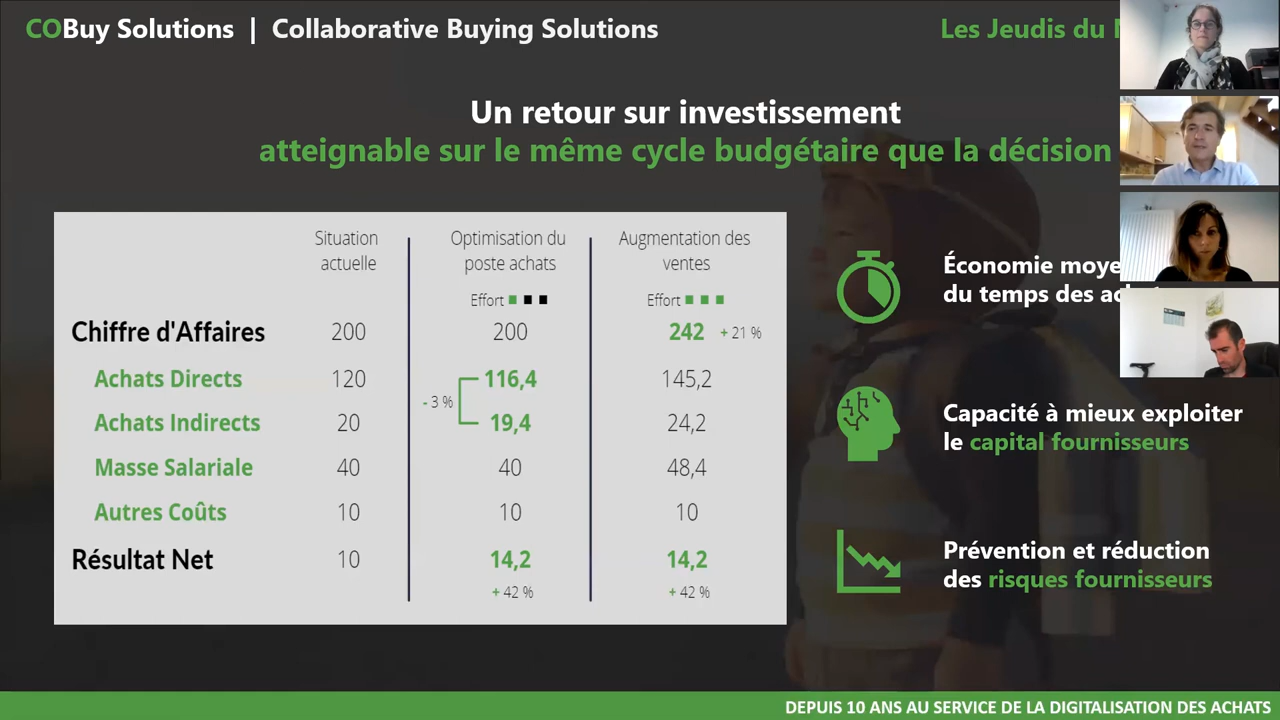 COBuy Solutions | Collaborative Buying Solutions
Les Jeudis du
Un retour sur investissement
atteignable sur le même cycle budgétaire que la décision
Situation actuelle
Optimisation du poste achats
Augmentation des ventes
Effort
Effort
Chiffre d'Affaires 200 200 242 + 21 %
Achats Directs 120 116,4 145,2
- 3 %
Achats Indirects 20 19,4 24,2
Masse Salariale 40 40 48,4
Autres Coûts 10 10 10
Résultat Net 10 14,2 14,2
+ 42 % + 42 %
Économie
du temps des
Capacité à mieux exploiter
le capital fournisseurs
Prévention et réduction
des risques fournisseurs
DEPUIS 10 ANS AU SERVICE DE LA DIGITALISATION DES ACHATS